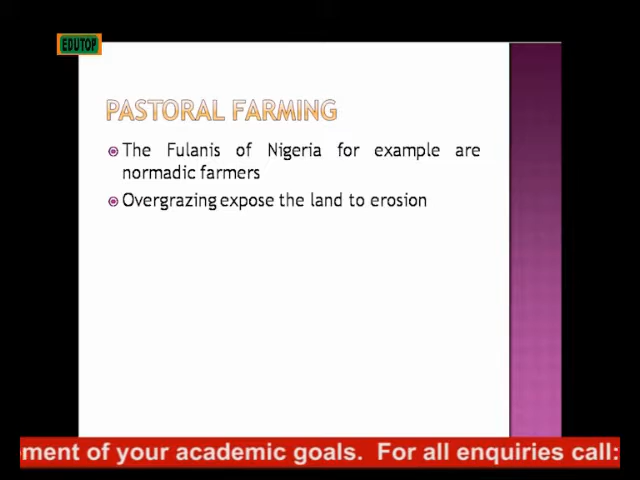 EDUTOP
PASTORAL FARMING
The Fulanis of Nigeria for example are
normadic farmers
Overgrazing expose the land to erosion
ment of your academic goals. For all enquiries call: